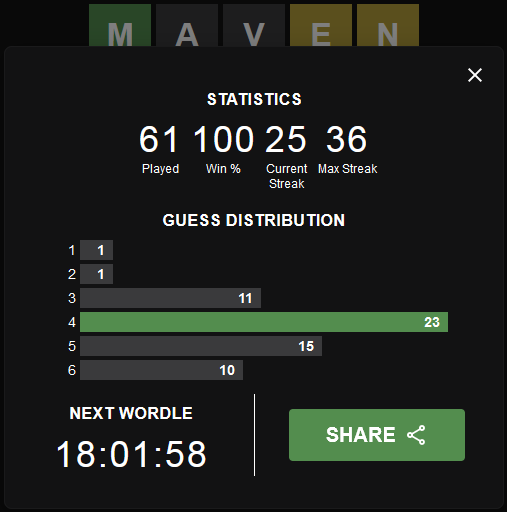 M A V E N
STATISTICS
61 100 25 36
Played Win % Current Streak Max Streak
GUESS DISTRIBUTION
1 1
2 1
3 11
4 23
5 15
6 10
NEXT WORDLE
18:01:58
SHARE